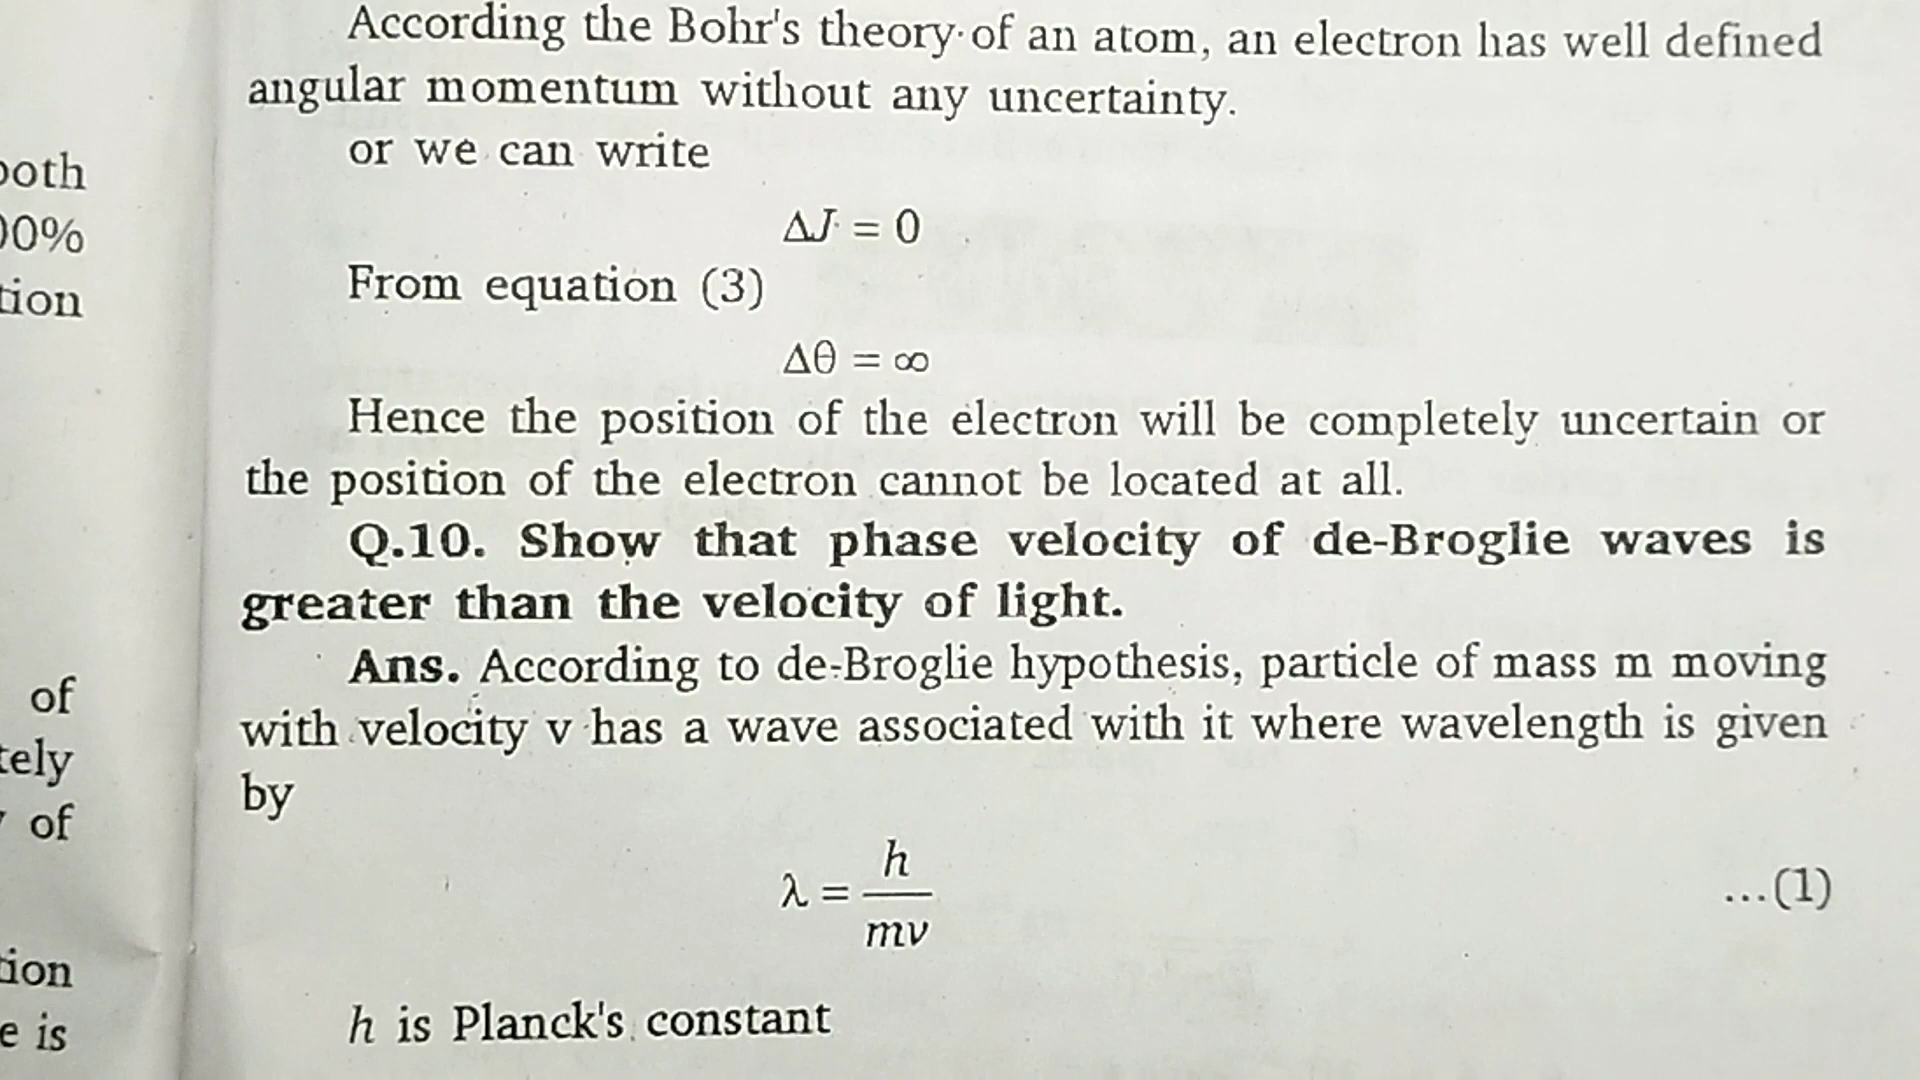 According the Bohr's theory of an atom, an electron has well defined
angular momentum without any uncertainty.
or we can write
ΔJ = 0
From equation (3)
Δθ = ∞
Hence the position of the electron will be completely uncertain or
the position of the electron cannot be located at all.
Q.10. Show that phase velocity of de-Broglie waves is
greater than the velocity of light.
Ans. According to de-Broglie hypothesis, particle of mass m moving
with velocity v has a wave associated with it where wavelength is given
by
λ = h / mv ...(1)
h is Planck's constant
of
of
is